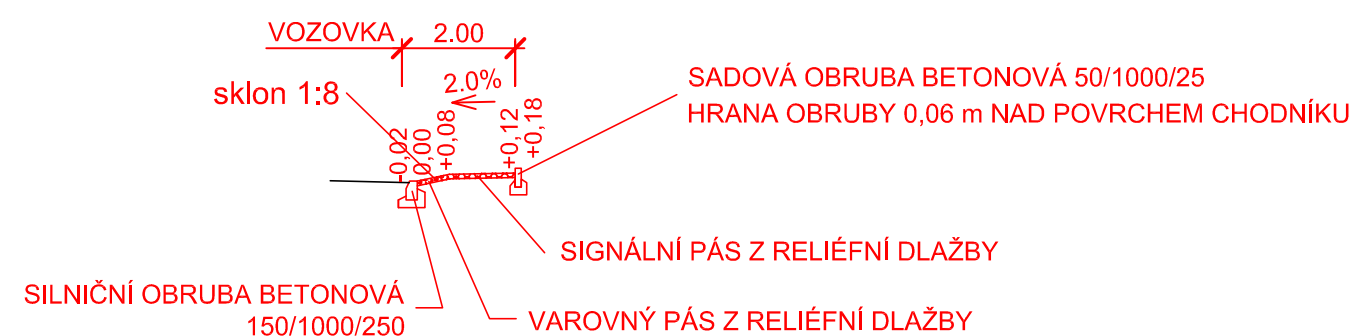 VOZOVKA 2.00
sklon 1:8
2.0%
-0,02
0,00
+0,08
+0,12
+0,18
SADOVÁ OBRUBA BETONOVÁ 50/1000/25
HRANA OBRUBY 0,06 m NAD POVRCHEM CHODNÍKU
SIGNÁLNÍ PÁS Z RELIÉFNÍ DLAŽBY
SILNIČNÍ OBRUBA BETONOVÁ
150/1000/250
VAROVNÝ PÁS Z RELIÉFNÍ DLAŽBY